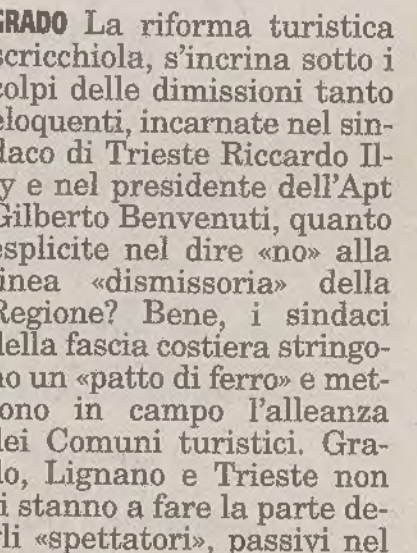 GRADO La riforma turistica
scricchiola, s'incrina sotto i
colpi delle dimissioni tanto
eloquenti, incarnate nel sin-
daco di Trieste Riccardo Il-
ly e nel presidente dell'Apt
Gilberto Benvenuti, quanto
esplicite nel dire «no» alla
linea «dismissoria» della
Regione? Bene, i sindaci
della fascia costiera stringo-
no un «patto di ferro» e met-
tono in campo l'alleanza
dei Comuni turistici. Gra-
do, Lignano e Trieste non
ci stanno a fare la parte de-
gli «spettatori», passivi nel